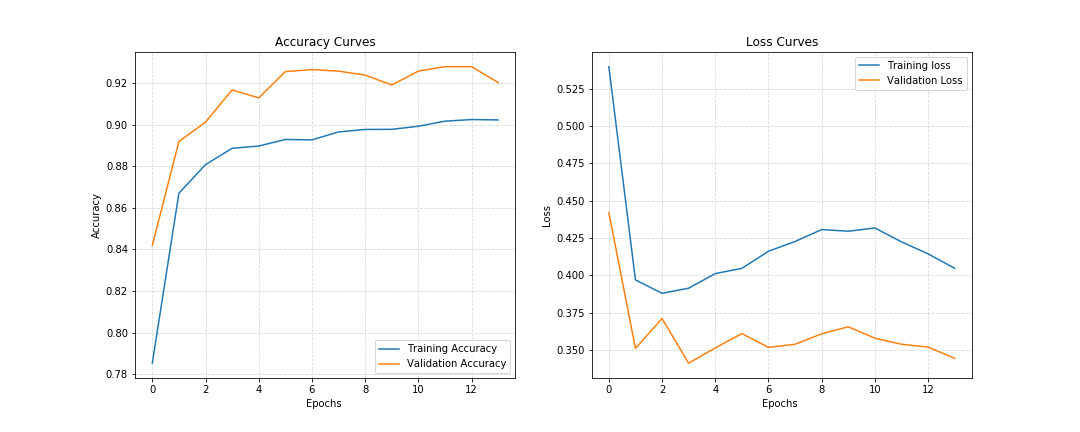 Accuracy Curves
0.92
0.90
0.88
0.86
0.84
0.82
0.80
0.78
Accuracy
0 2 4 6 8 10 12
Epochs
Training Accuracy
Validation Accuracy
Loss Curves
0.525
0.500
0.475
0.450
0.425
0.400
0.375
0.350
Loss
0 2 4 6 8 10 12
Epochs
Training loss
Validation Loss